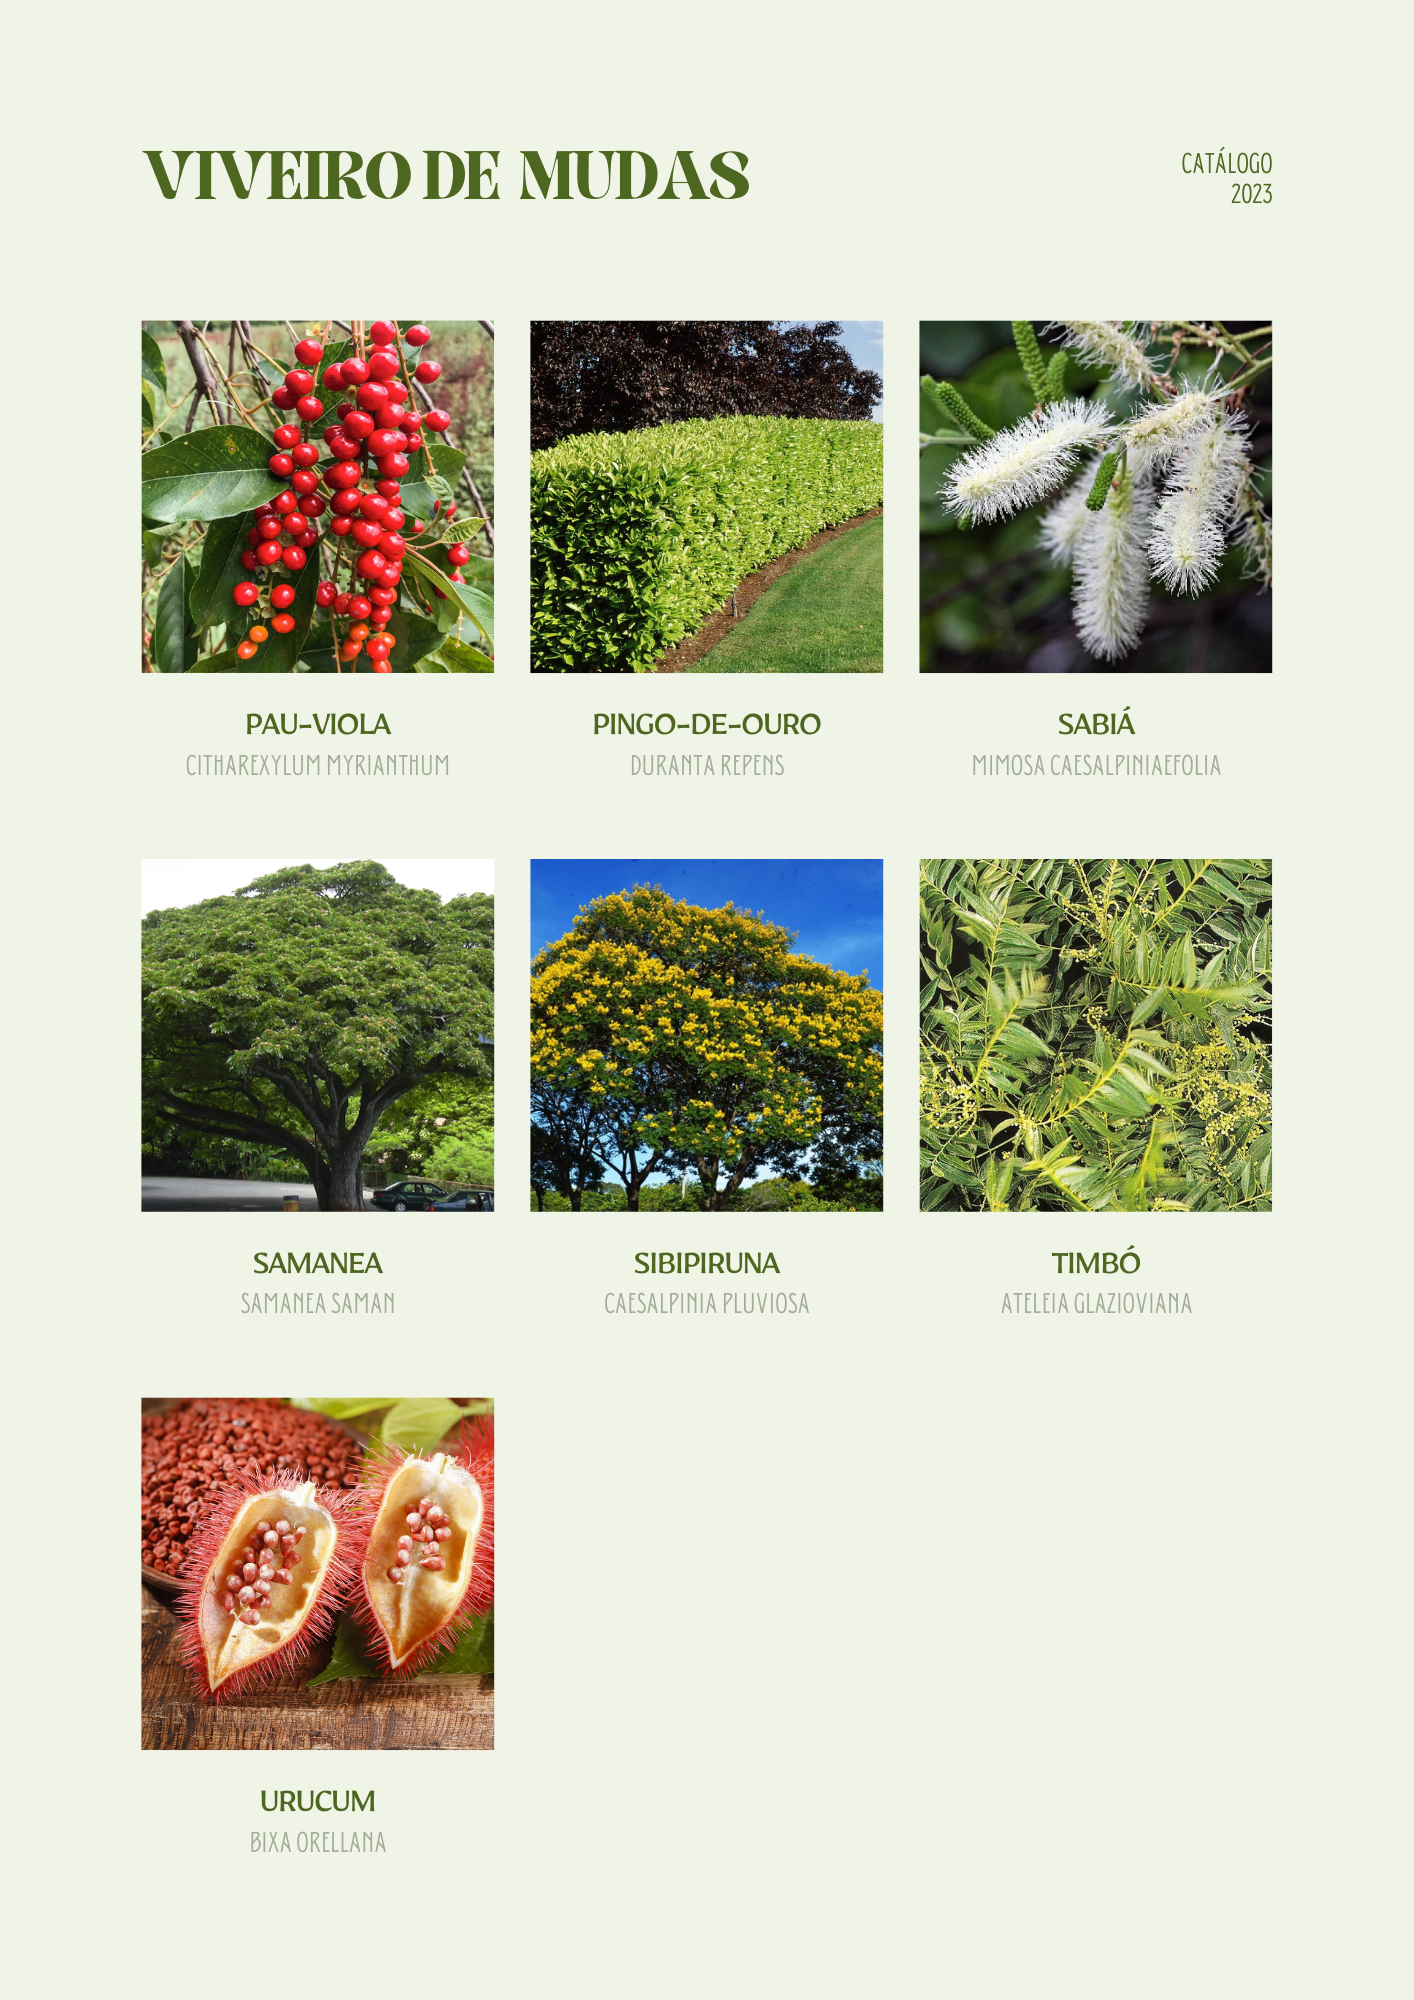 VIVEIRO DE MUDAS
CATÁLOGO
2023
PAU-VIOLA
CITHAREXYLUM MYRIANTHUM
PINGO-DE-OURO
DURANTA REPENS
SABIÁ
MIMOSA CAESALPINIAEFOLIA
SAMANEA
SAMANEA SAMAN
SIBIPIRUNA
CAESALPINIA PLUVIOSA
TIMBÓ
ATELEIA GLAZIOVIANA
URUCUM
BIXA ORELLANA